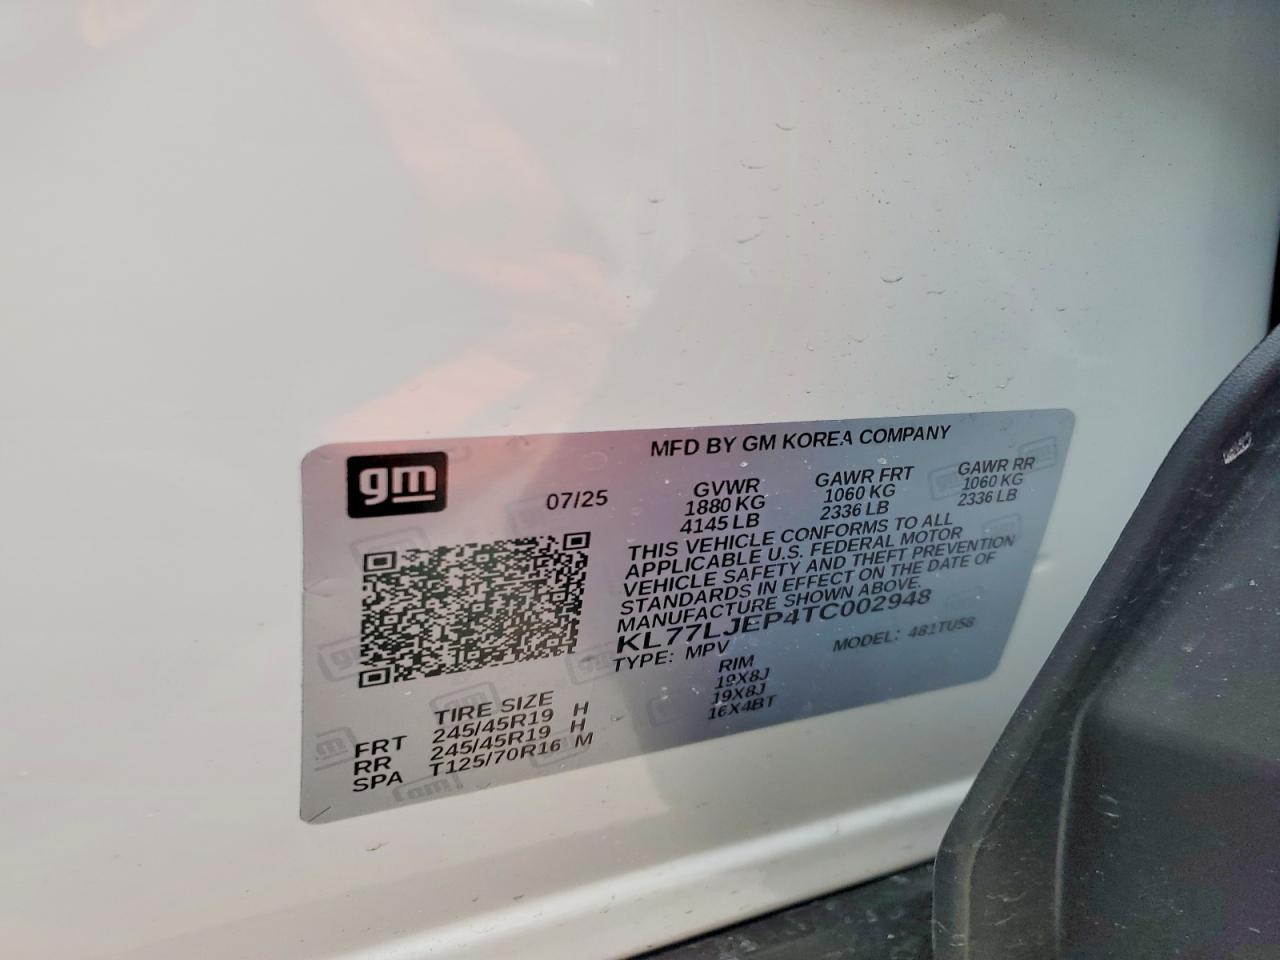 gm
MFD BY GM KOREA COMPANY
07/25
GVWR GAWR FRT GAWR RR
1880 KG 1060 KG 1060 KG
4145 LB 2336 LB 2336 LB
THIS VEHICLE CONFORMS TO ALL
APPLICABLE U.S. FEDERAL MOTOR
VEHICLE SAFETY AND THEFT PREVENTION
STANDARDS IN EFFECT ON THE DATE OF
MANUFACTURE SHOWN ABOVE.
KL77LJEP4TC002948
TYPE: MPV MODEL: 481TU58
TIRE SIZE RIM
FRT 245/45R19 H 19X8J
RR 245/45R19 H 19X8J
SPA T125/70R16 M 16X4BT